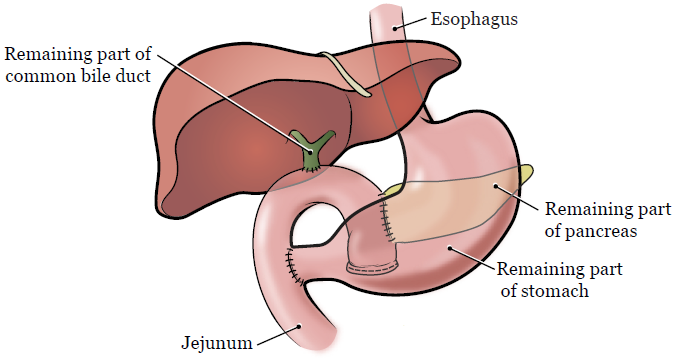 Esophagus
Remaining part of
common bile duct
Remaining part
of pancreas
Remaining part
of stomach
Jejunum